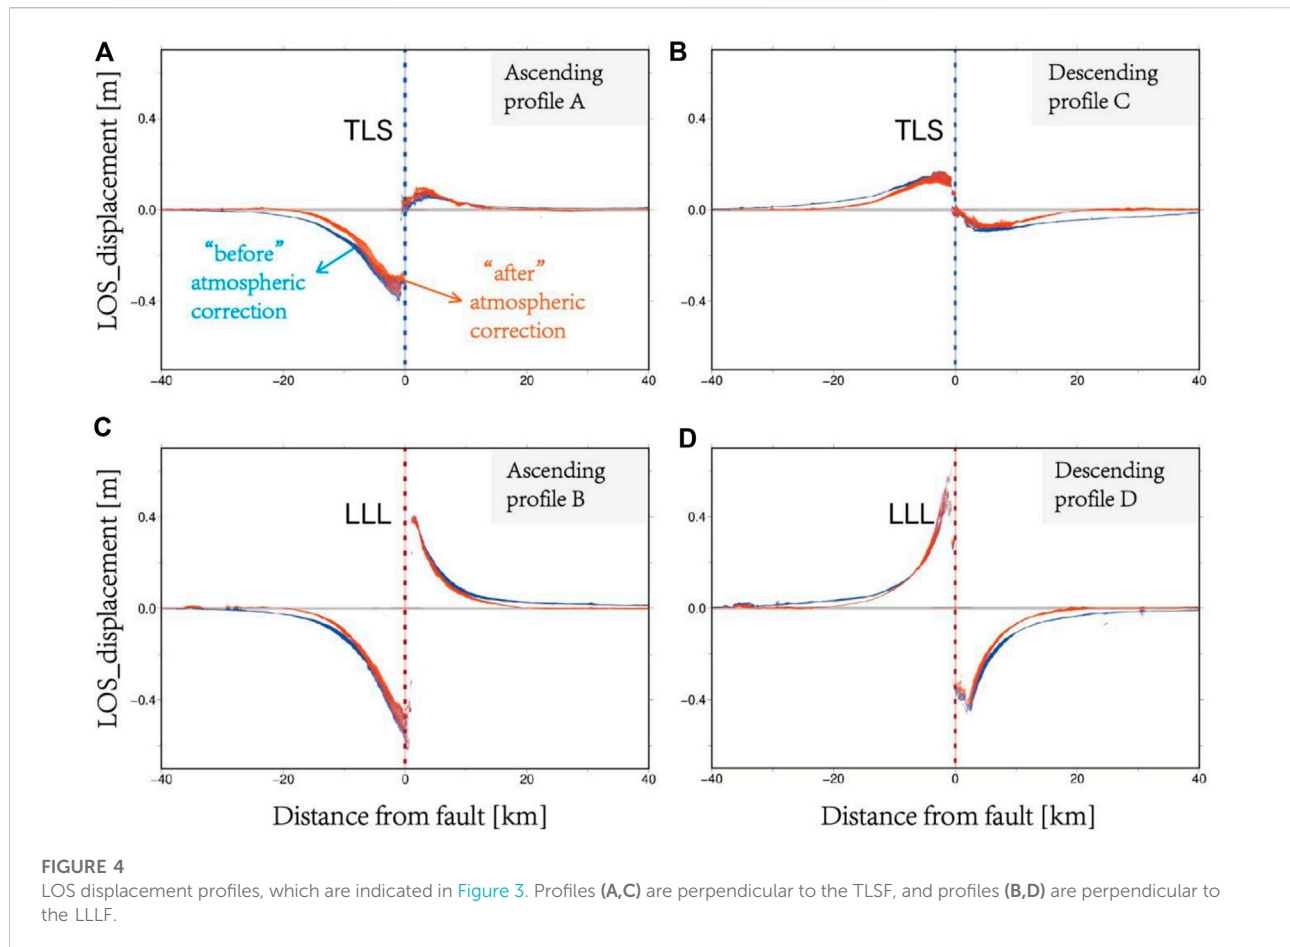 A
LOS_displacement [m]
0.4
0.0
−0.4
TLS
Ascending
profile A
“before”
atmospheric
correction
“after”
atmospheric
correction
−40
−20
0
20
40
B
TLS
Descending
profile C
0.4
0.0
−0.4
−40
−20
0
20
40
C
LOS_displacement [m]
0.4
0.0
−0.4
LLL
Ascending
profile B
−40
−20
0
20
40
Distance from fault [km]
D
LLL
Descending
profile D
0.4
0.0
−0.4
−40
−20
0
20
40
Distance from fault [km]
FIGURE 4
LOS displacement profiles, which are indicated in Figure 3. Profiles (A,C) are perpendicular to the TLSF, and profiles (B,D) are perpendicular to
the LLLF.